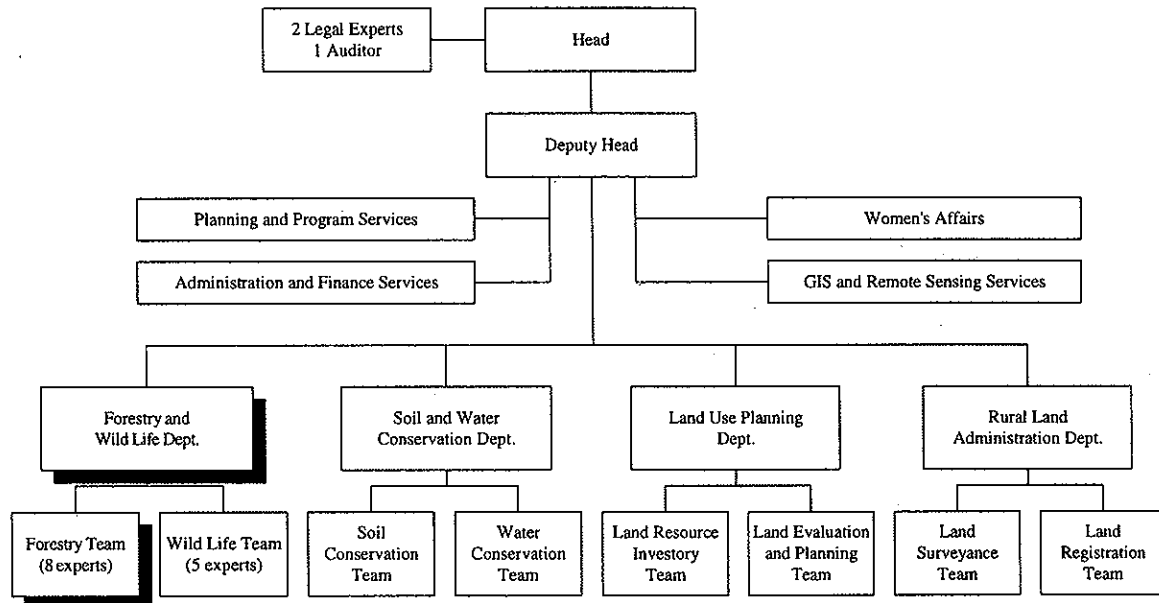 2 Legal Experts
1 Auditor
Head
Deputy Head
Planning and Program Services
Women's Affairs
Administration and Finance Services
GIS and Remote Sensing Services
Forestry and
Wild Life Dept.
Soil and Water
Conservation Dept.
Land Use Planning
Dept.
Rural Land
Administration Dept.
Forestry Team
(8 experts)
Wild Life Team
(5 experts)
Soil
Conservation
Team
Water
Conservation
Team
Land Resource
Investory
Team
Land Evaluation
and Planning
Team
Land
Surveyance
Team
Land
Registration
Team